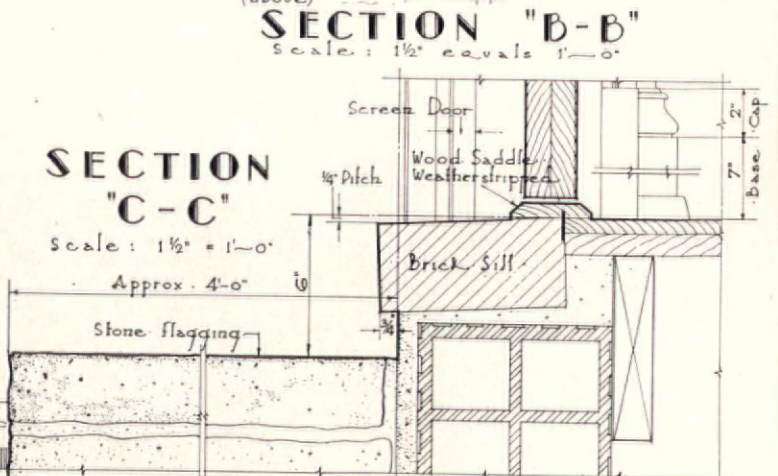 (above)
SECTION "B-B"
Scale : 1½" equals 1'—0"
Screen Door
2"
Cap
SECTION
"C-C"
Scale : 1½" = 1'—0"
¼" Pitch
Wood Saddle
Weatherstripped
7"
Base
Brick Sill
6"
Approx. 4'-0"
¾"
Stone flagging